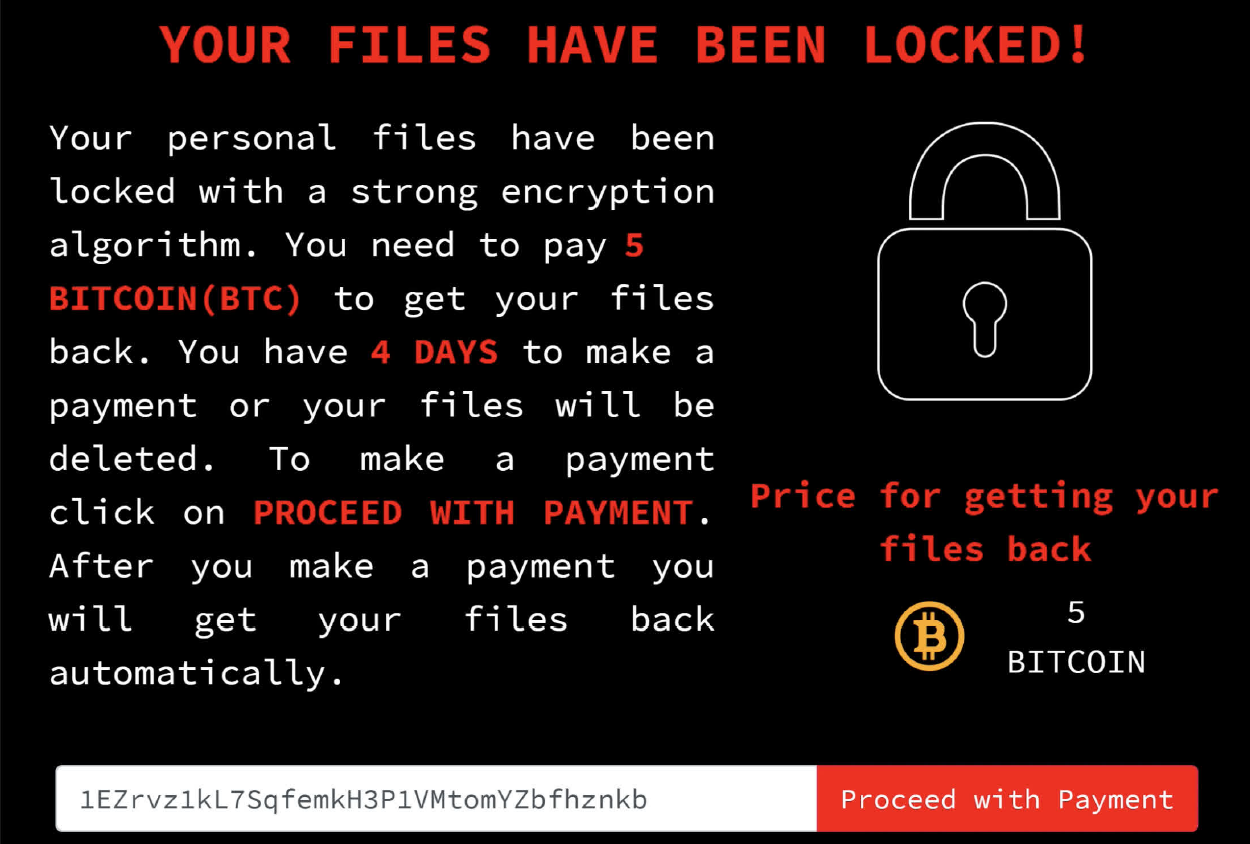 YOUR FILES HAVE BEEN LOCKED!
Your personal files have been
locked with a strong encryption
algorithm. You need to pay 5
BITCOIN(BTC) to get your files
back. You have 4 DAYS to make a
payment or your files will be
deleted. To make a payment
click on PROCEED WITH PAYMENT.
After you make a payment you
will get your files back
automatically.
Price for getting your
files back
5
BITCOIN
1EZrvz1kL7SqfemkH3P1VMtomYZbfhznkb
Proceed with Payment